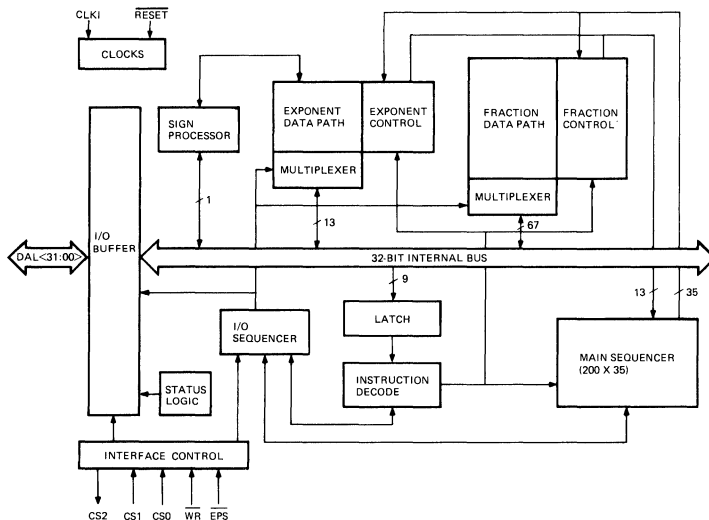 CLKI
RESET
CLOCKS
SIGN
PROCESSOR
EXPONENT
DATA PATH
EXPONENT
CONTROL
MULTIPLEXER
FRACTION
DATA PATH
FRACTION
CONTROL
MULTIPLEXER
1
13
67
I/O
BUFFER
DAL<31:00>
32-BIT INTERNAL BUS
9
13
35
I/O
SEQUENCER
LATCH
INSTRUCTION
DECODE
MAIN SEQUENCER
(200 X 35)
STATUS
LOGIC
INTERFACE CONTROL
CS2
CS1
CS0
WR
EPS